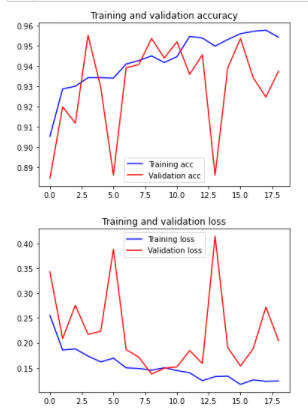 Training and validation accuracy
0.96
0.95
0.94
0.93
0.92
0.91
0.90
0.89
Training acc
Validation acc
0.0 2.5 5.0 7.5 10.0 12.5 15.0 17.5
Training and validation loss
Training loss
Validation loss
0.40
0.35
0.30
0.25
0.20
0.15
0.0 2.5 5.0 7.5 10.0 12.5 15.0 17.5